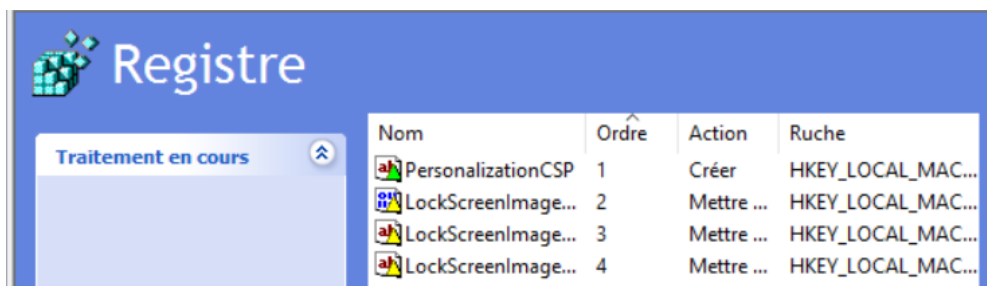 Registre
Traitement en cours
Nom Ordre Action Ruche
PersonalizationCSP 1 Créer HKEY_LOCAL_MAC...
LockScreenImage... 2 Mettre ... HKEY_LOCAL_MAC...
LockScreenImage... 3 Mettre ... HKEY_LOCAL_MAC...
LockScreenImage... 4 Mettre ... HKEY_LOCAL_MAC...